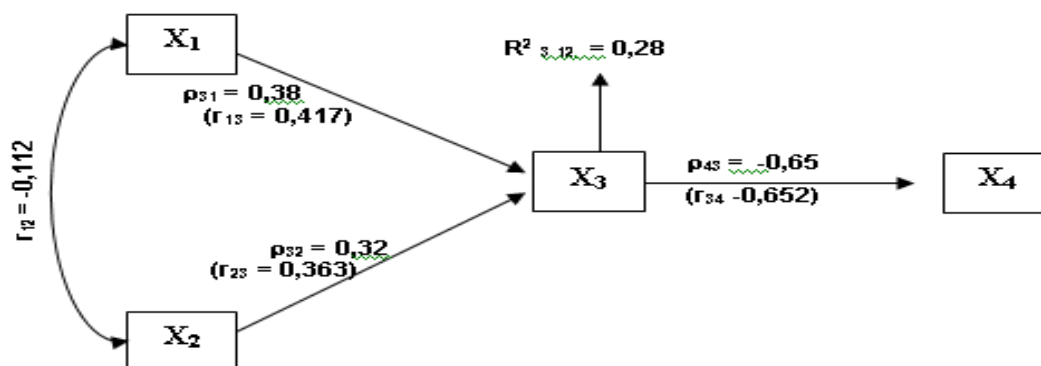 X₁
R² ₃ ₁₂. = 0,28
ρ₃₁ = 0,38
(r₁₃ = 0,417)
r₁₂ = -0,112
X₃
ρ₄₃ = -0,65
(r₃₄ -0,652)
X₄
ρ₃₂ = 0,32
(r₂₃ = 0,363)
X₂